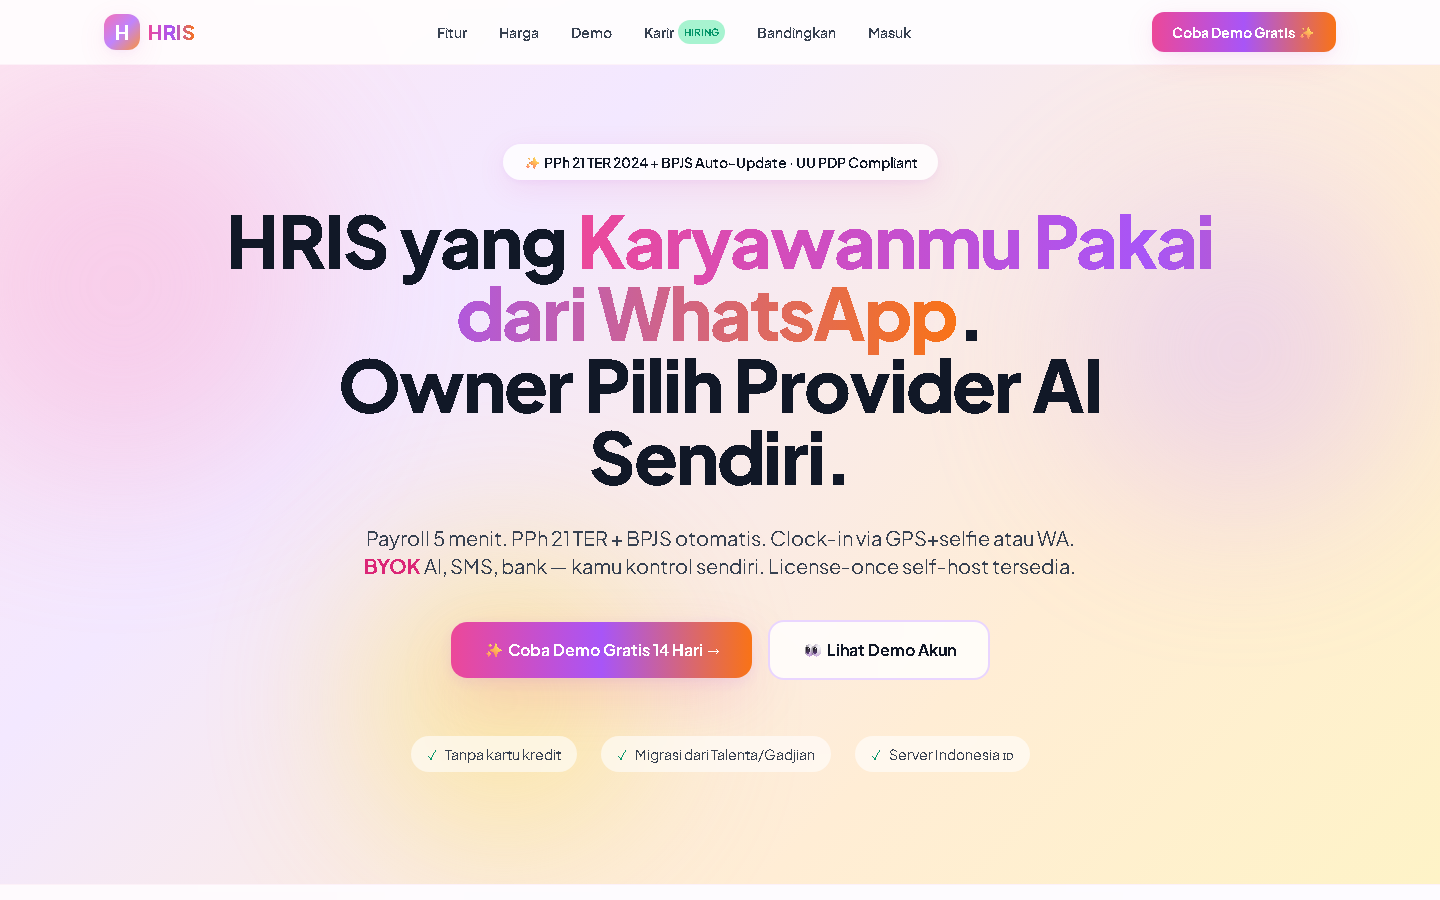 H HRIS
Fitur Harga Demo Karir HIRING Bandingkan Masuk
Coba Demo Gratis ✨
✨ PPh 21 TER 2024 + BPJS Auto-Update · UU PDP Compliant
HRIS yang Karyawanmu Pakai
dari WhatsApp.
Owner Pilih Provider AI
Sendiri.
Payroll 5 menit. PPh 21 TER + BPJS otomatis. Clock-in via GPS+selfie atau WA.
BYOK AI, SMS, bank — kamu kontrol sendiri. License-once self-host tersedia.
✨ Coba Demo Gratis 14 Hari →
👀 Lihat Demo Akun
✓ Tanpa kartu kredit
✓ Migrasi dari Talenta/Gadjian
✓ Server Indonesia ID